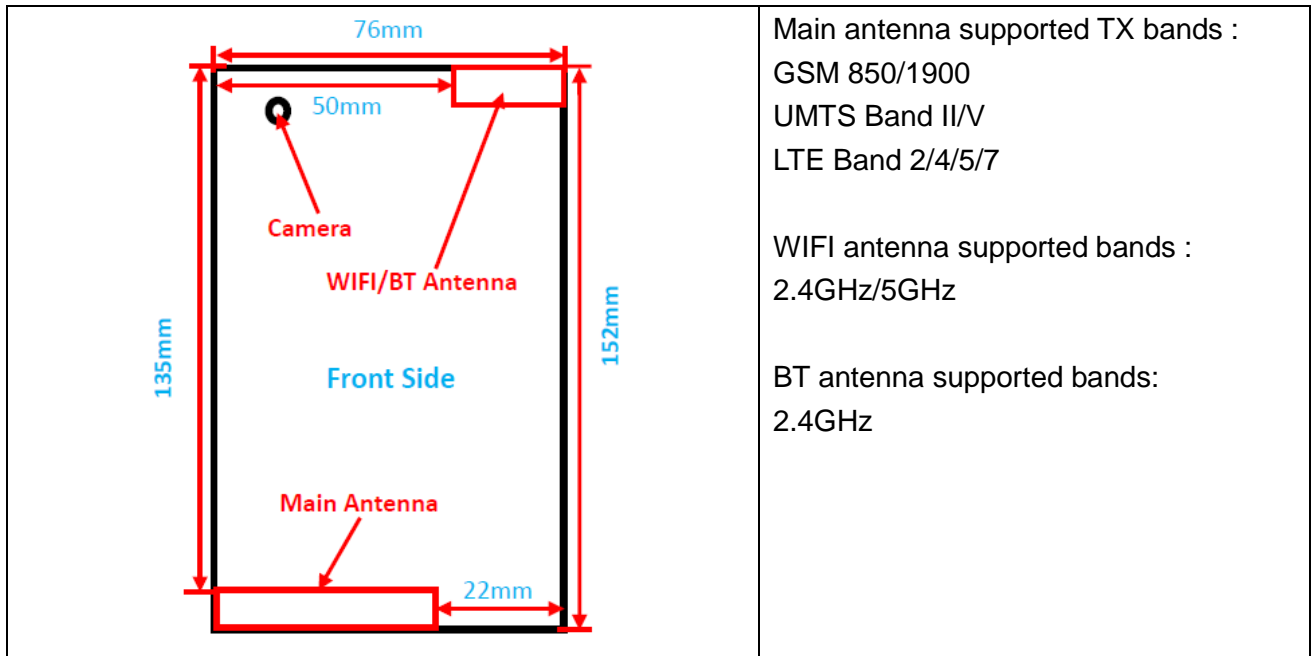 76mm
50mm
Camera
WIFI/BT Antenna
135mm
152mm
Front Side
Main Antenna
22mm
Main antenna supported TX bands :
GSM 850/1900
UMTS Band II/V
LTE Band 2/4/5/7
WIFI antenna supported bands :
2.4GHz/5GHz
BT antenna supported bands:
2.4GHz